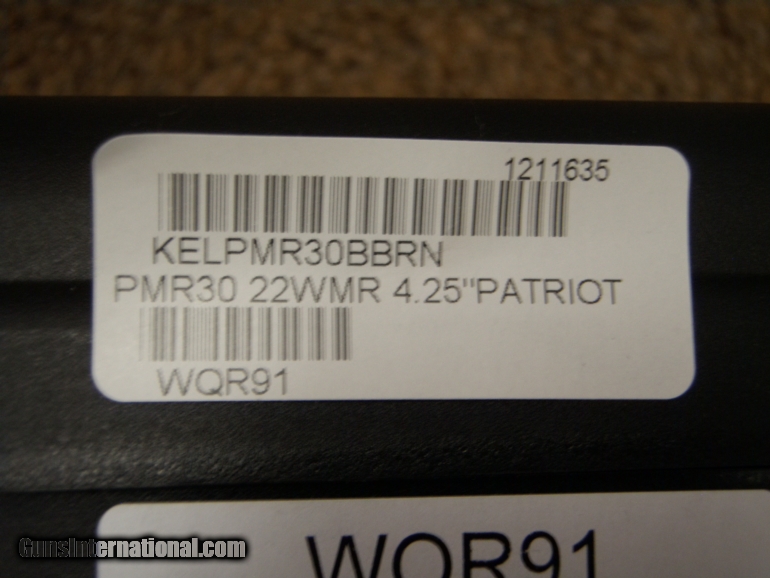 1211635
KELPMR30BBRN
PMR30 22WMR 4.25"PATRIOT
WQR91
WQR91
GunsInternational.com